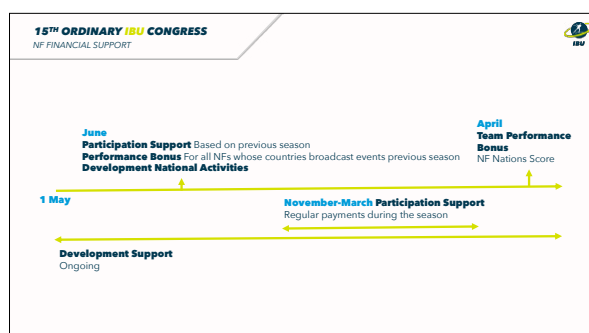 15TH ORDINARY IBU CONGRESS
NF FINANCIAL SUPPORT
IBU
June
Participation Support Based on previous season
Performance Bonus For all NFs whose countries broadcast events previous season
Development National Activities
April
Team Performance
Bonus
NF Nations Score
1 May
November-March Participation Support
Regular payments during the season
Development Support
Ongoing